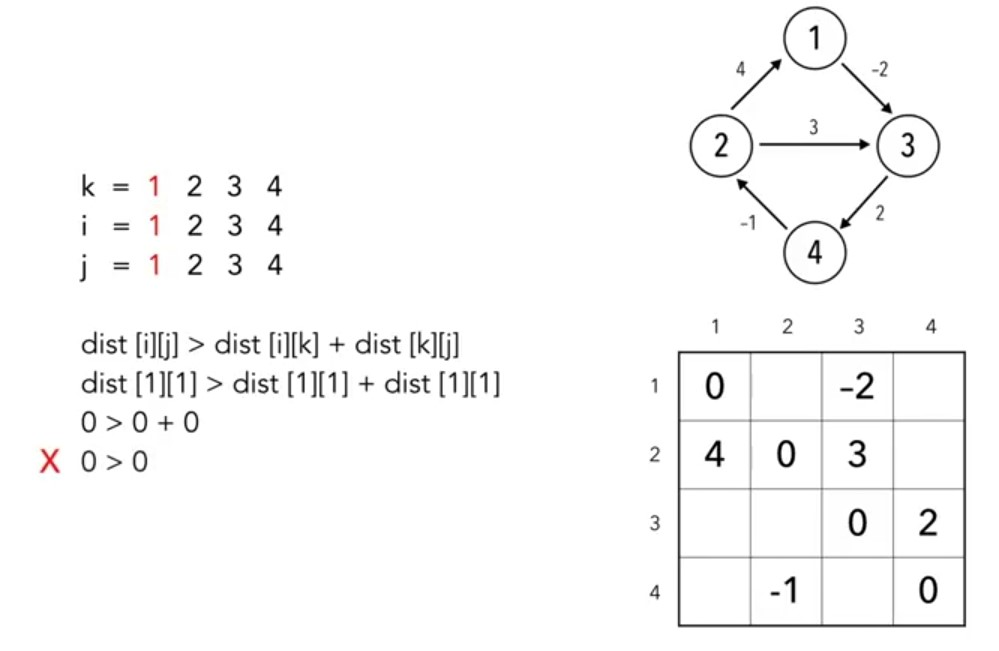 k = 1 2 3 4
i = 1 2 3 4
j = 1 2 3 4
dist [i][j] > dist [i][k] + dist [k][j]
dist [1][1] > dist [1][1] + dist [1][1]
0 > 0 + 0
X 0 > 0
1
4
-2
2
3
3
-1
2
4
1 2 3 4
1 0 -2
2 4 0 3
3 0 2
4 -1 0